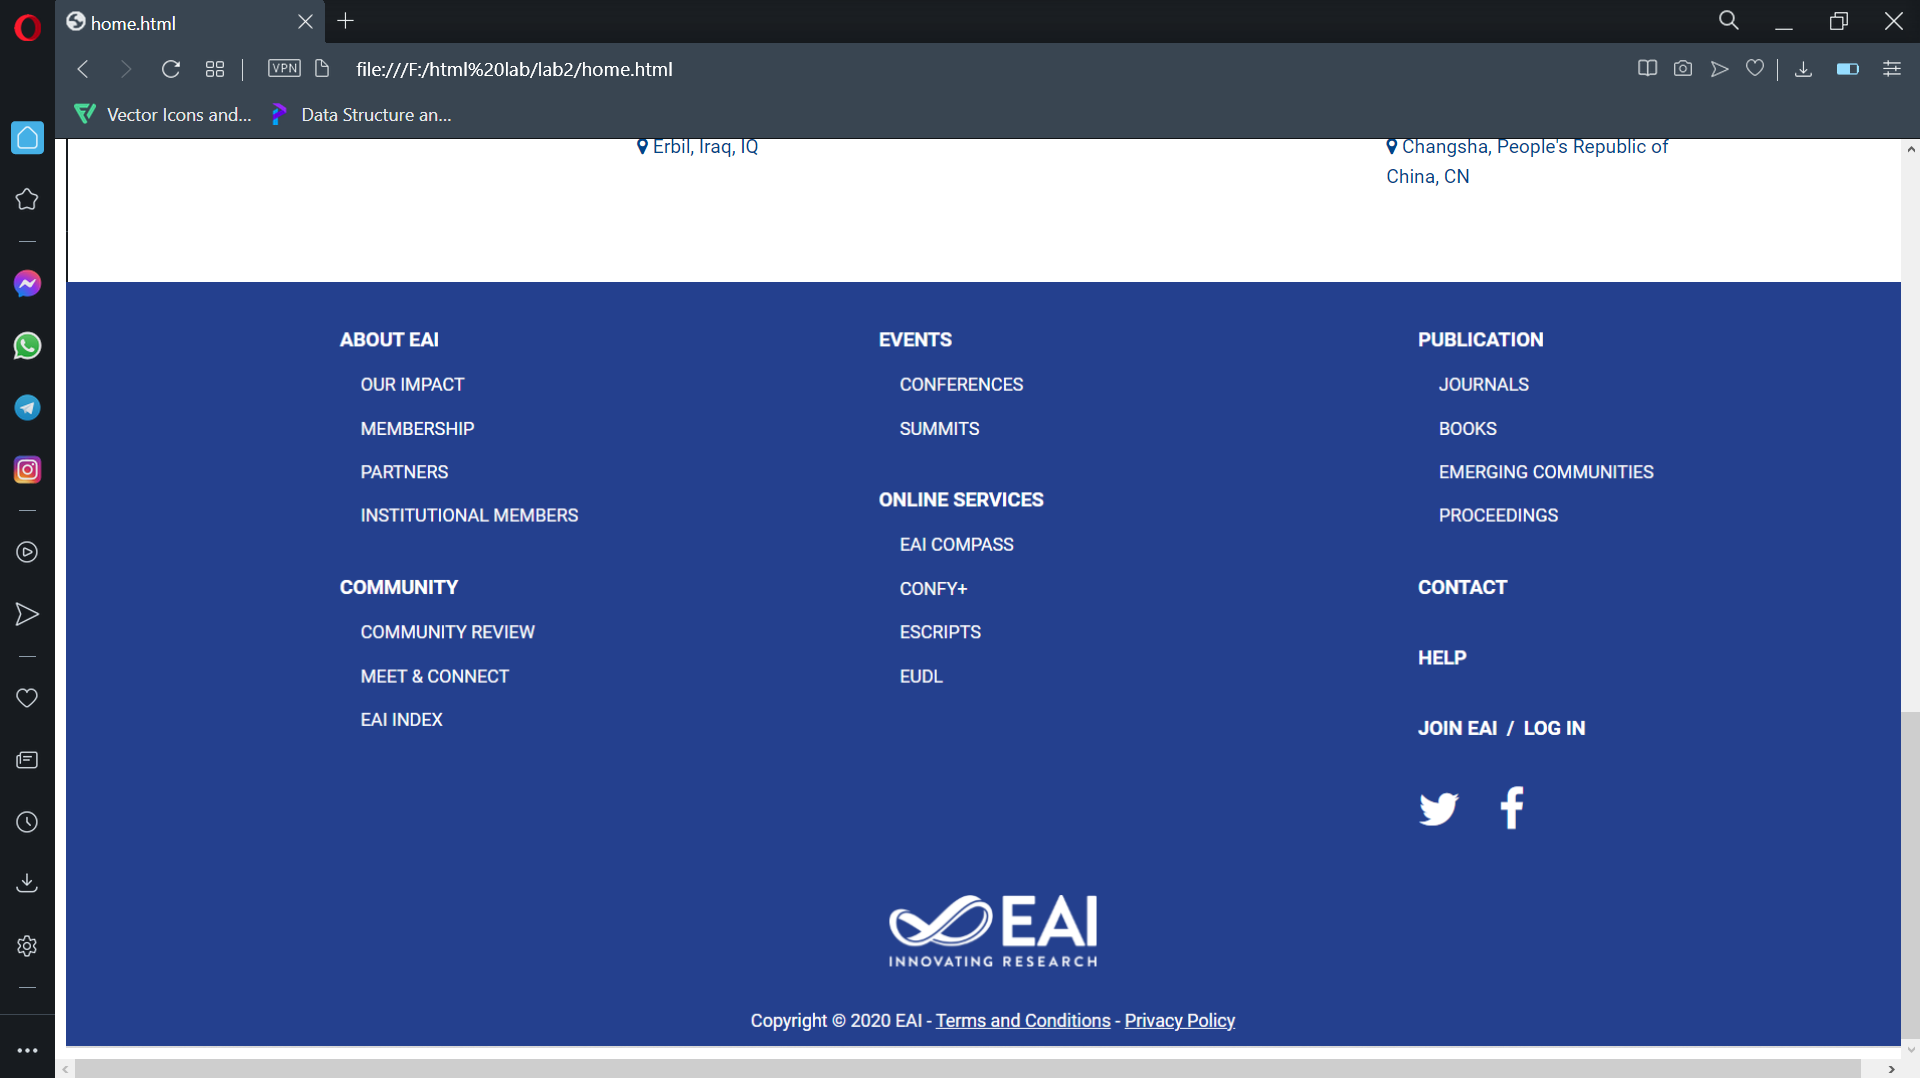 home.html
VPN
file:///F:/html%20lab/lab2/home.html
Vector Icons and... Data Structure an...
Erbil, Iraq, IQ
Changsha, People's Republic of
China, CN
ABOUT EAI
OUR IMPACT
MEMBERSHIP
PARTNERS
INSTITUTIONAL MEMBERS
COMMUNITY
COMMUNITY REVIEW
MEET & CONNECT
EAI INDEX
EVENTS
CONFERENCES
SUMMITS
ONLINE SERVICES
EAI COMPASS
CONFY+
ESCRIPTS
EUDL
PUBLICATION
JOURNALS
BOOKS
EMERGING COMMUNITIES
PROCEEDINGS
CONTACT
HELP
JOIN EAI / LOG IN
EAI
INNOVATING RESEARCH
Copyright © 2020 EAI - Terms and Conditions - Privacy Policy